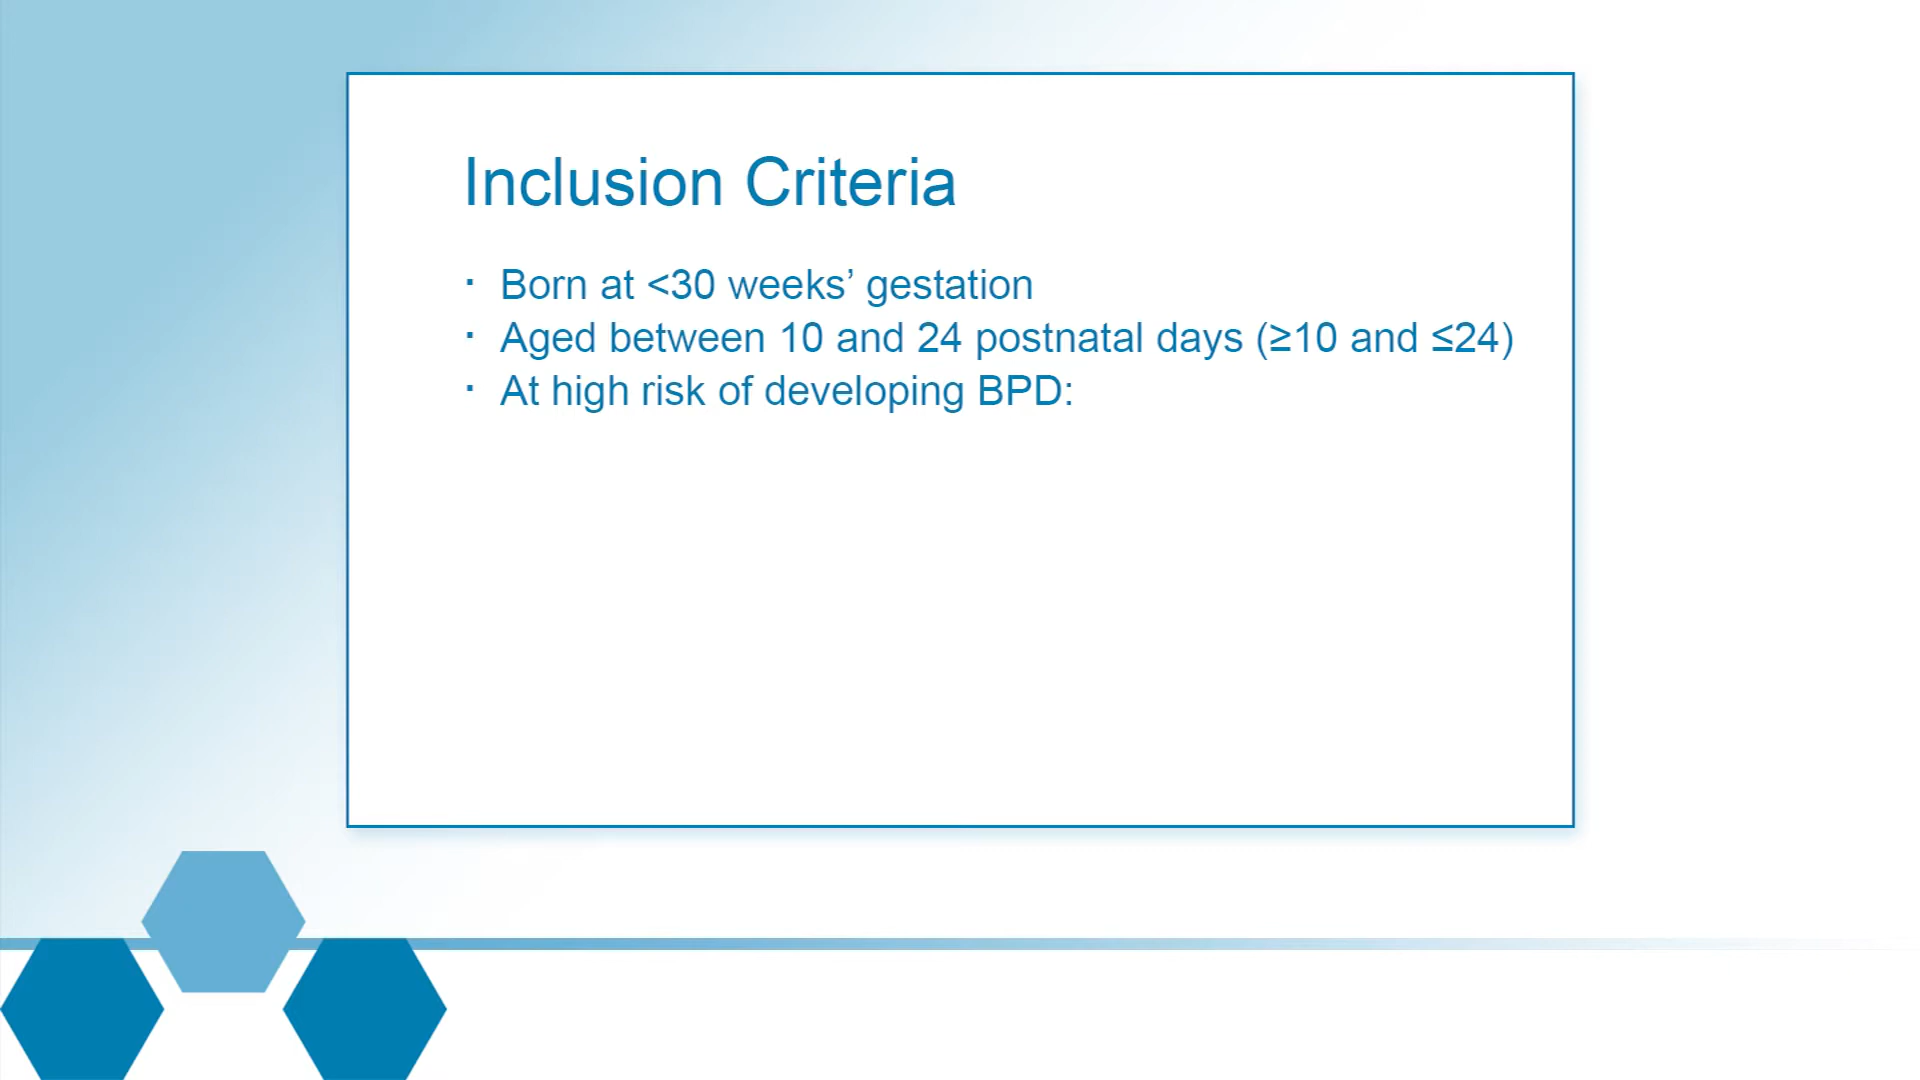 Inclusion Criteria
· Born at <30 weeks’ gestation
· Aged between 10 and 24 postnatal days (≥10 and ≤24)
· At high risk of developing BPD: